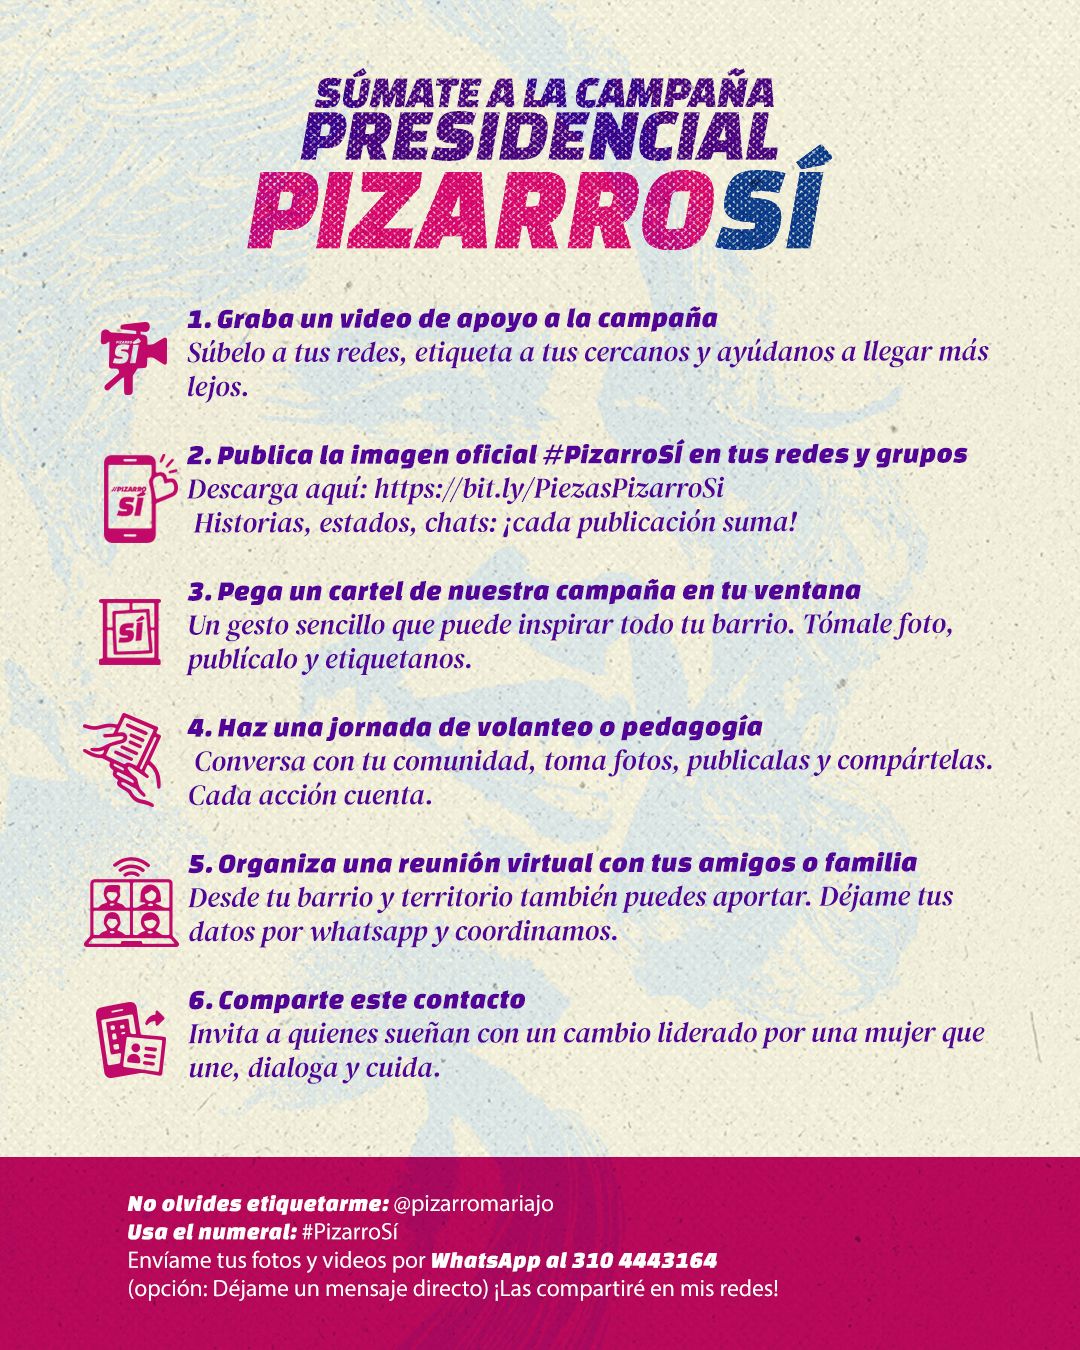 SÚMATE A LA CAMPAÑA
PRESIDENCIAL
PIZARROSÍ
1. Graba un video de apoyo a la campaña
Súbelo a tus redes, etiqueta a tus cercanos y ayúdanos a llegar más
lejos.
PIZARRO
SÍ
2. Publica la imagen oficial #PizarroSÍ en tus redes y grupos
Descarga aquí: https://bit.ly/PiezasPizarroSi
Historias, estados, chats: ¡cada publicación suma!
//PIZARRO
SÍ
3. Pega un cartel de nuestra campaña en tu ventana
Un gesto sencillo que puede inspirar todo tu barrio. Tómale foto,
publícalo y etiquetanos.
SÍ
4. Haz una jornada de volanteo o pedagogía
Conversa con tu comunidad, toma fotos, publicalas y compártelas.
Cada acción cuenta.
5. Organiza una reunión virtual con tus amigos o familia
Desde tu barrio y territorio también puedes aportar. Déjame tus
datos por whatsapp y coordinamos.
6. Comparte este contacto
Invita a quienes sueñan con un cambio liderado por una mujer que
une, dialoga y cuida.
No olvides etiquetarme: @pizarromariajo
Usa el numeral: #PizarroSí
Envíame tus fotos y videos por WhatsApp al 310 4443164
(opción: Déjame un mensaje directo) ¡Las compartiré en mis redes!